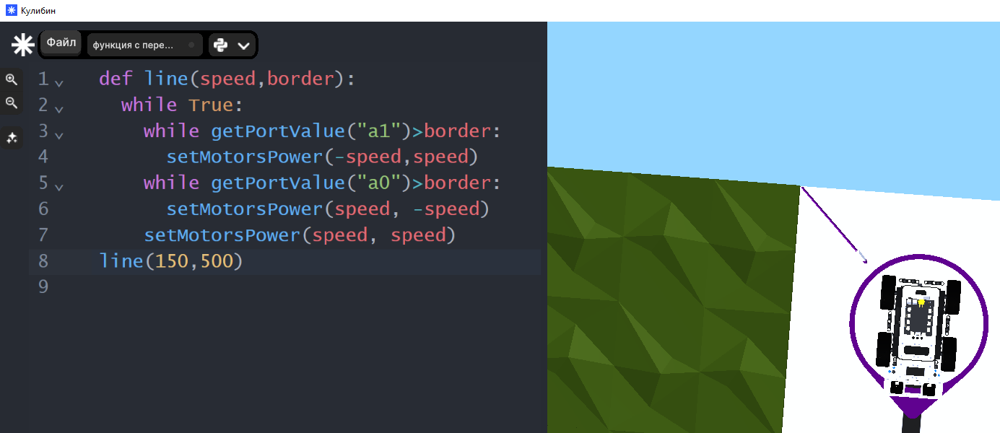 Кулибин
Файл
функция с пере...
1 def line(speed,border):
2 while True:
3 while getPortValue("a1")>border:
4 setMotorsPower(-speed,speed)
5 while getPortValue("a0")>border:
6 setMotorsPower(speed, -speed)
7 setMotorsPower(speed, speed)
8 line(150,500)
9